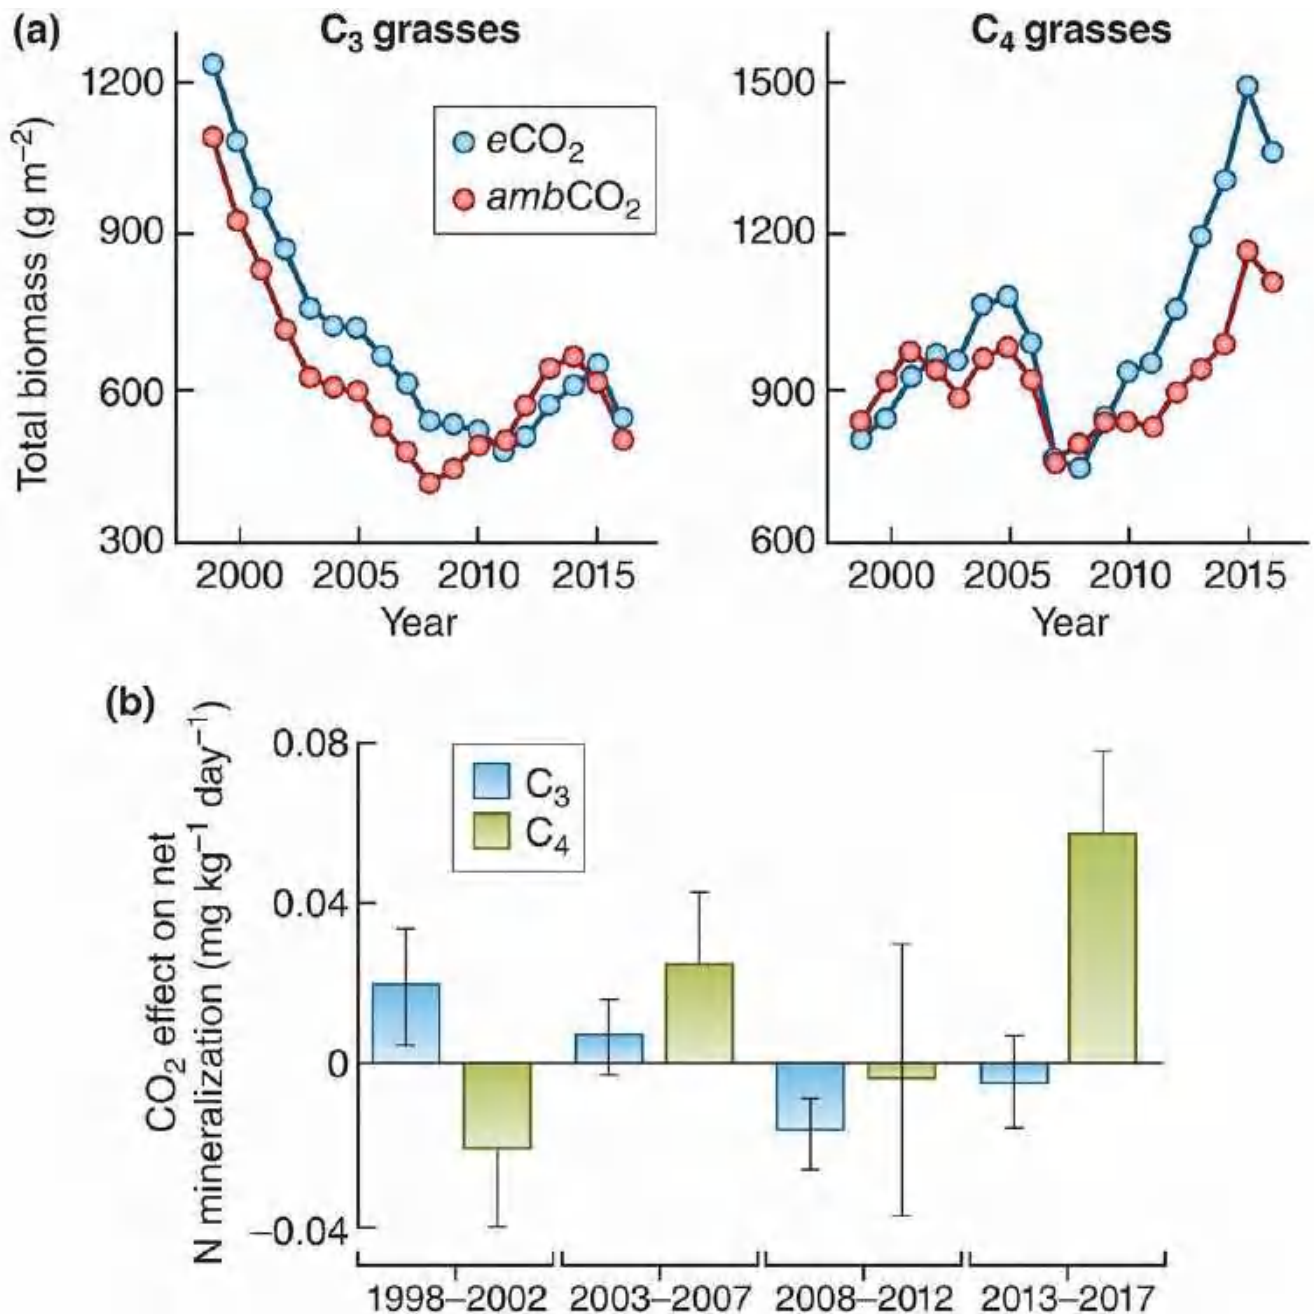 (a)
C3 grasses
Total biomass (g m−2)
1200
900
600
300
eCO2
ambCO2
2000 2005 2010 2015
Year
C4 grasses
1500
1200
900
600
2000 2005 2010 2015
Year
(b)
CO2 effect on net
N mineralization (mg kg−1 day−1)
0.08
0.04
0
−0.04
C3
C4
1998–2002 2003–2007 2008–2012 2013–2017